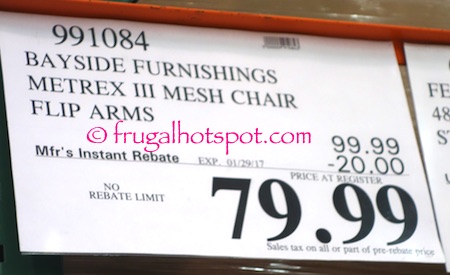 991084
BAYSIDE FURNISHINGS
METREX III MESH CHAIR
FLIP ARMS
© frugalhotspot.com
99.99
Mfr's Instant Rebate EXP. 01/29/17 -20.00
PRICE AT REGISTER
NO
REBATE LIMIT
79.99
Sales tax on all or part of pre-rebate price
FE
48